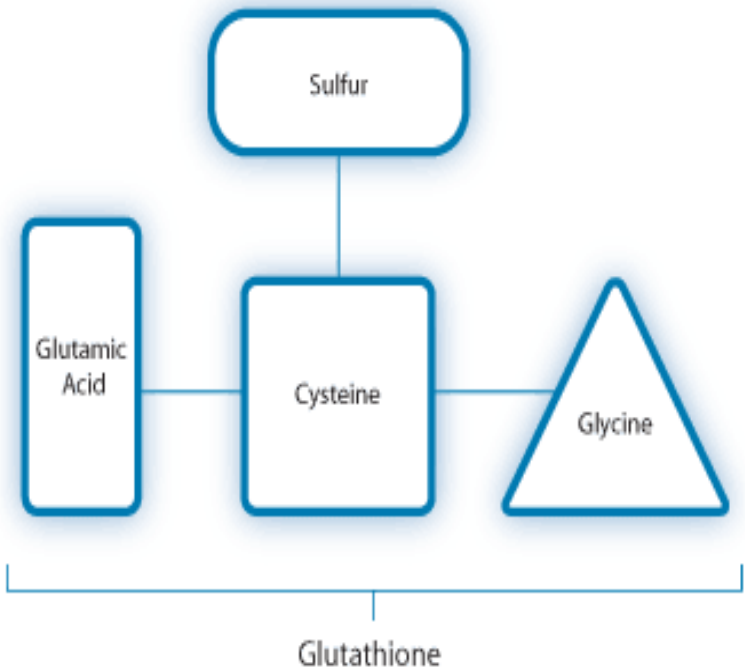 Sulfur
Glutamic
Acid
Cysteine
Glycine
Glutathione